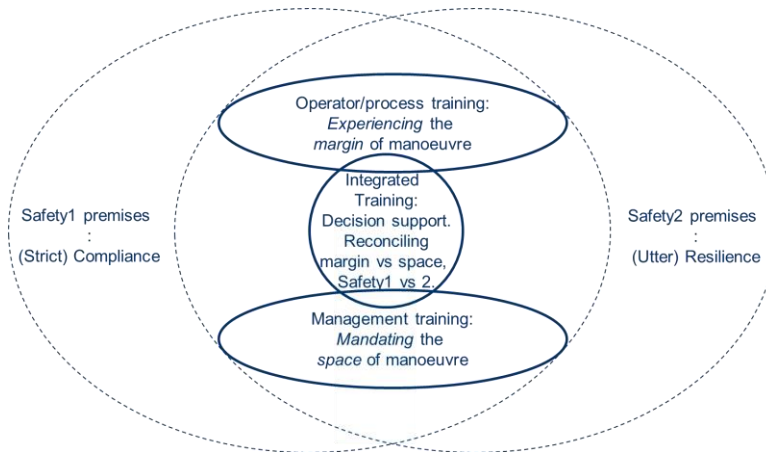 Operator/process training:
Experiencing the
margin of manoeuvre
Integrated
Training:
Decision support.
Reconciling
margin vs space,
Safety1 vs 2.
Safety1 premises
:
(Strict) Compliance
Safety2 premises
:
(Utter) Resilience
Management training:
Mandating the
space of manoeuvre